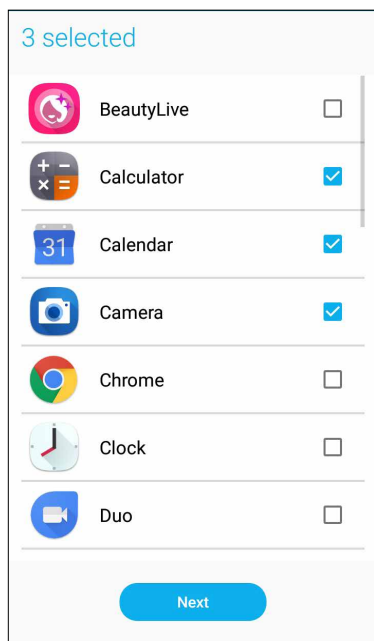 3 selected
BeautyLive
Calculator
31
Calendar
Camera
Chrome
Clock
Duo
Next